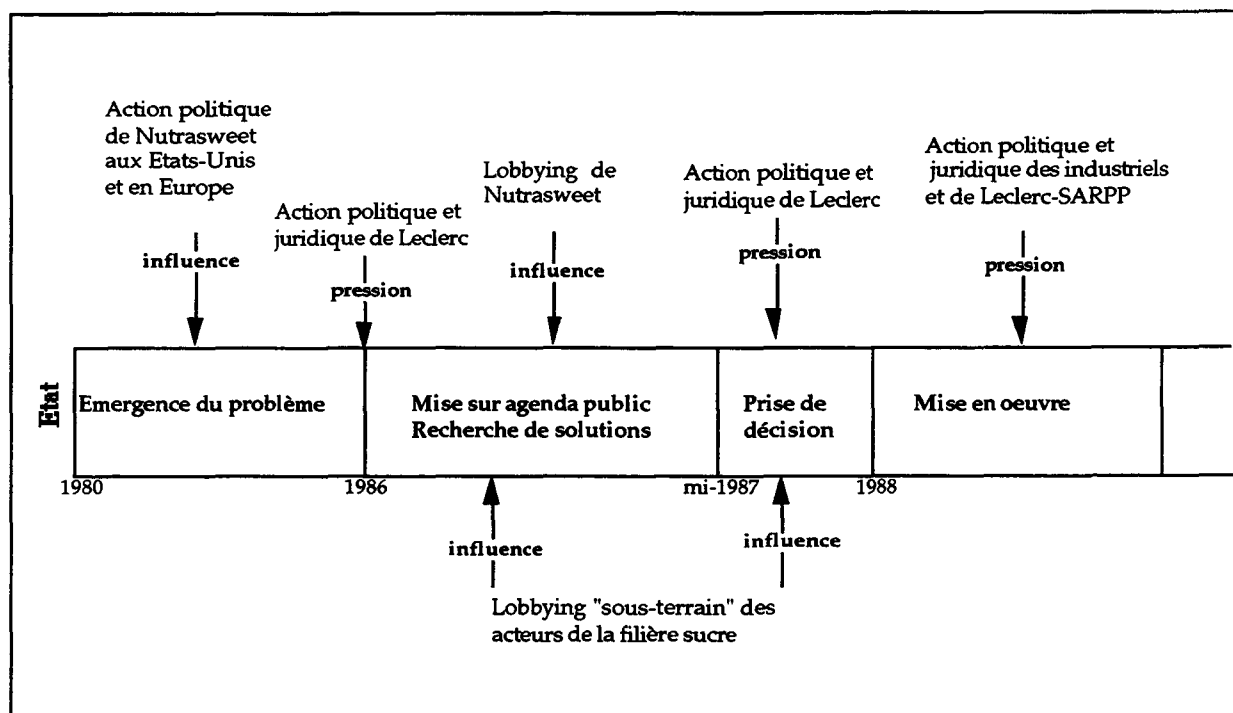 Action politique
de Nutrasweet
aux Etats-Unis
et en Europe
influence
Action politique et
juridique de Leclerc
pression
Lobbying de
Nutrasweet
influence
Action politique et
juridique de Leclerc
pression
Action politique et
juridique des industriels
et de Leclerc-SARPP
pression
Etat
Emergence du problème
Mise sur agenda public
Recherche de solutions
Prise de
décision
Mise en oeuvre
1980
1986
mi-1987
1988
influence
influence
Lobbying "sous-terrain" des
acteurs de la filière sucre